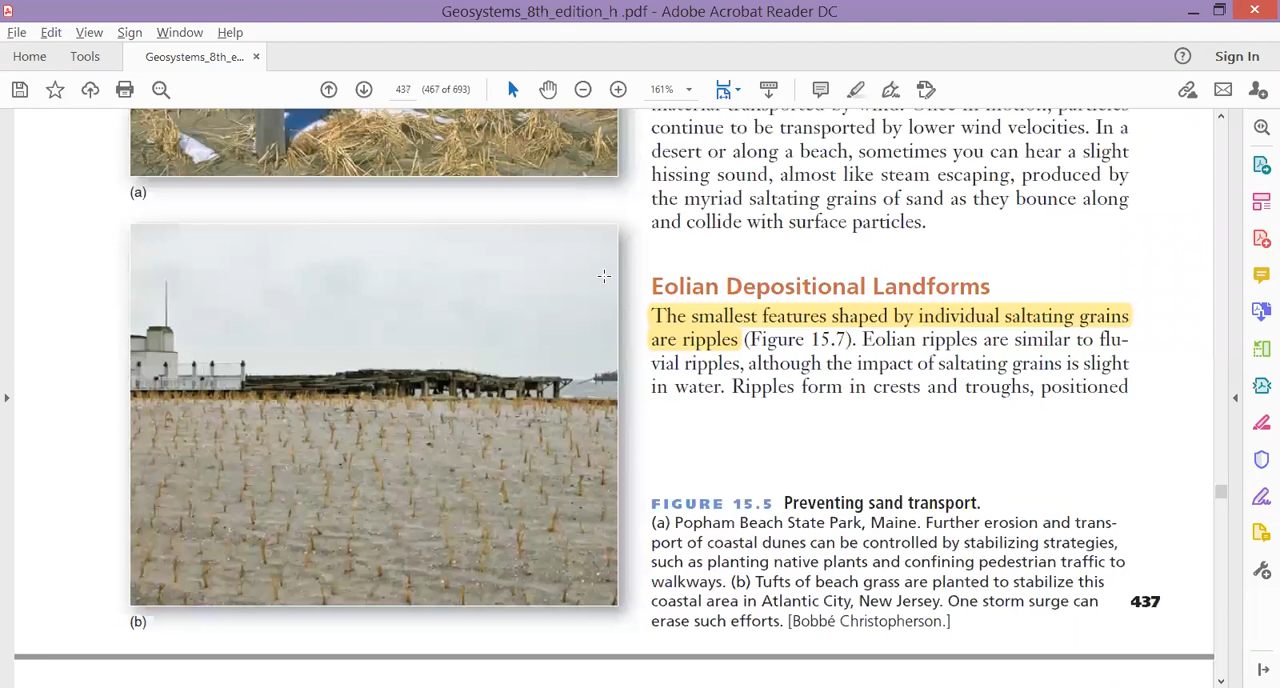 Geosystems_8th_edition_h .pdf - Adobe Acrobat Reader DC
File Edit View Sign Window Help
Home Tools Geosystems_8th_e... × Sign In
437 (467 of 693) 161%
continue to be transported by lower wind velocities. In a
desert or along a beach, sometimes you can hear a slight
hissing sound, almost like steam escaping, produced by
the myriad saltating grains of sand as they bounce along
and collide with surface particles.
(a)
Eolian Depositional Landforms
The smallest features shaped by individual saltating grains
are ripples (Figure 15.7). Eolian ripples are similar to flu-
vial ripples, although the impact of saltating grains is slight
in water. Ripples form in crests and troughs, positioned
FIGURE 15.5 Preventing sand transport.
(a) Popham Beach State Park, Maine. Further erosion and trans-
port of coastal dunes can be controlled by stabilizing strategies,
such as planting native plants and confining pedestrian traffic to
walkways. (b) Tufts of beach grass are planted to stabilize this
coastal area in Atlantic City, New Jersey. One storm surge can
erase such efforts. [Bobbé Christopherson.]
437
(b)